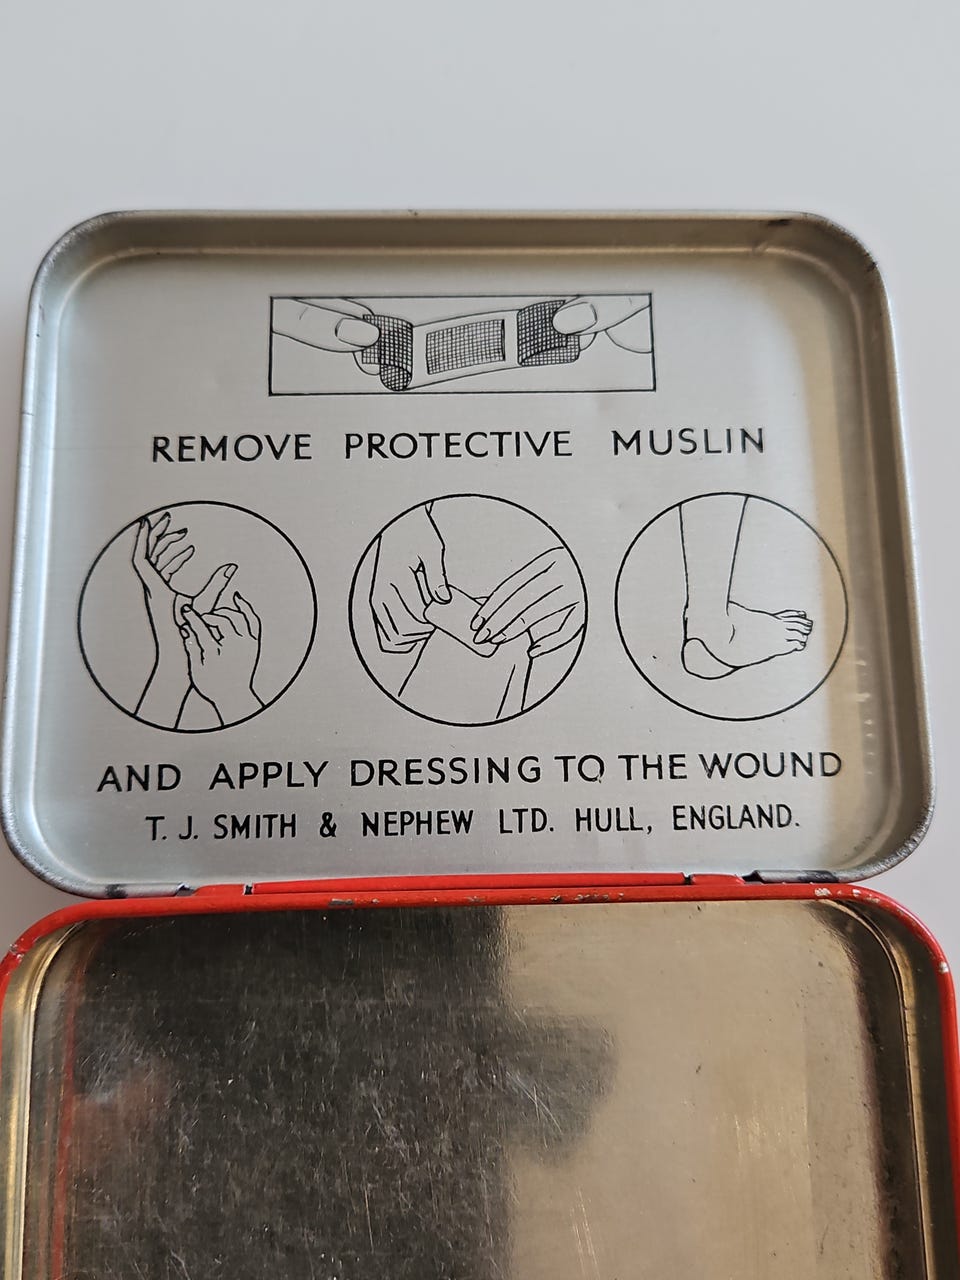 REMOVE PROTECTIVE MUSLIN
AND APPLY DRESSING TO THE WOUND
T. J. SMITH & NEPHEW LTD. HULL, ENGLAND.